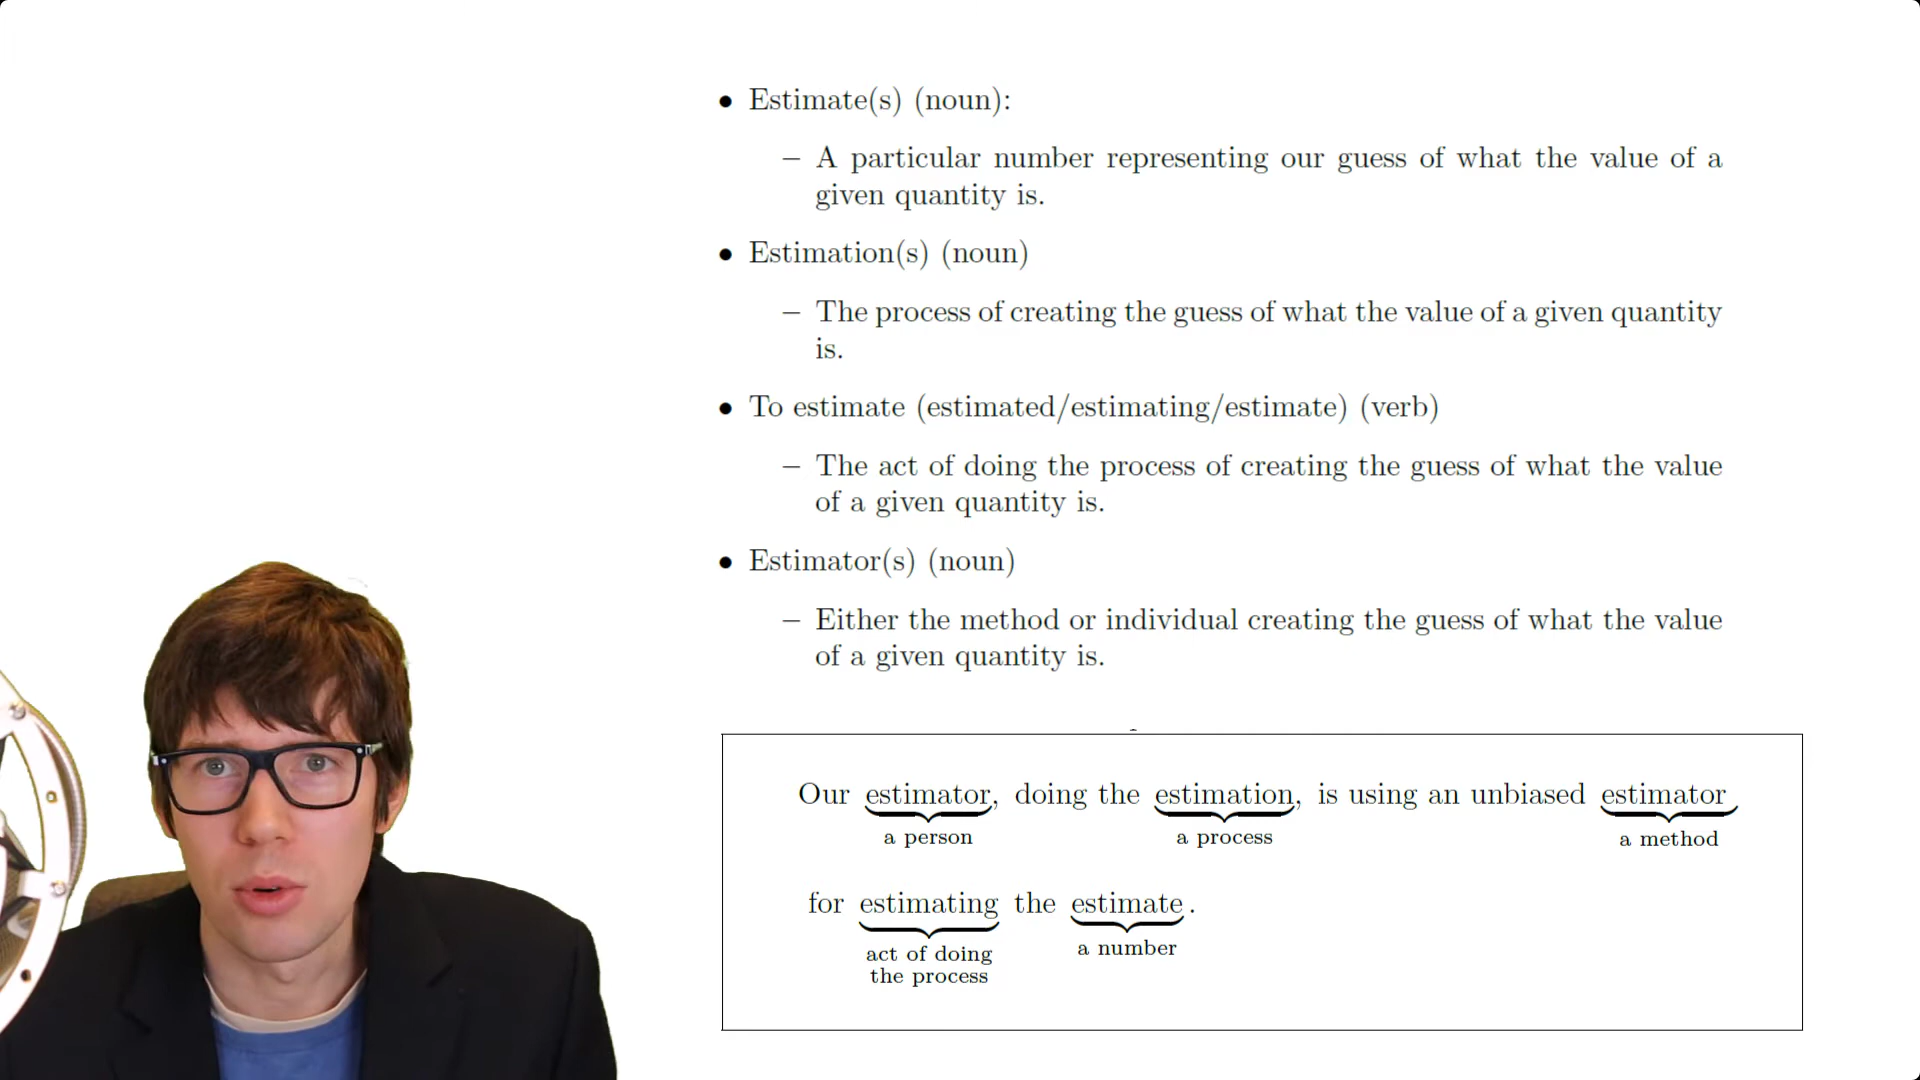 • Estimate(s) (noun):
– A particular number representing our guess of what the value of a
given quantity is.
• Estimation(s) (noun)
– The process of creating the guess of what the value of a given quantity
is.
• To estimate (estimated/estimating/estimate) (verb)
– The act of doing the process of creating the guess of what the value
of a given quantity is.
• Estimator(s) (noun)
– Either the method or individual creating the guess of what the value
of a given quantity is.
Our estimator, doing the estimation, is using an unbiased estimator
a person a process a method
for estimating the estimate.
act of doing a number
the process